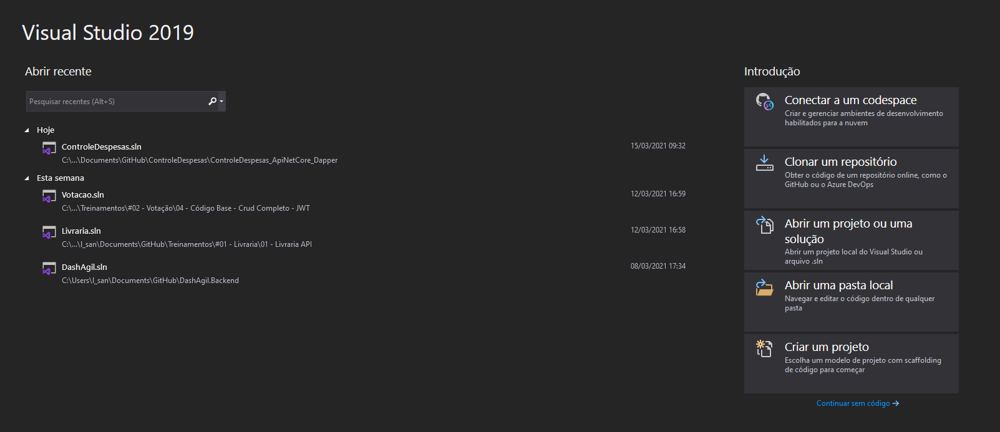 Visual Studio 2019
Abrir recente
Pesquisar recentes (Alt+S)
Hoje
ControleDespesas.sln
15/03/2021 09:32
C:\...\Documents\GitHub\ControleDespesas\ControleDespesas_ApiNetCore_Dapper
Esta semana
Votacao.sln
12/03/2021 16:59
C:\...\Treinamentos\#02 - Votação\04 - Código Base - Crud Completo - JWT
Livraria.sln
12/03/2021 16:58
C:\...\l_san\Documents\GitHub\Treinamentos\#01 - Livraria\01 - Livraria API
DashAgil.sln
08/03/2021 17:34
C:\Users\l_san\Documents\GitHub\DashAgil.Backend
Introdução
Conectar a um codespace
Criar e gerenciar ambientes de desenvolvimento
habilitados para a nuvem
Clonar um repositório
Obter o código de um repositório online, como o
GitHub ou o Azure DevOps
Abrir um projeto ou uma
solução
Abrir um projeto local do Visual Studio ou
arquivo .sln
Abrir uma pasta local
Navegar e editar o código dentro de qualquer
pasta
Criar um projeto
Escolha um modelo de projeto com scaffolding
de código para começar
Continuar sem código